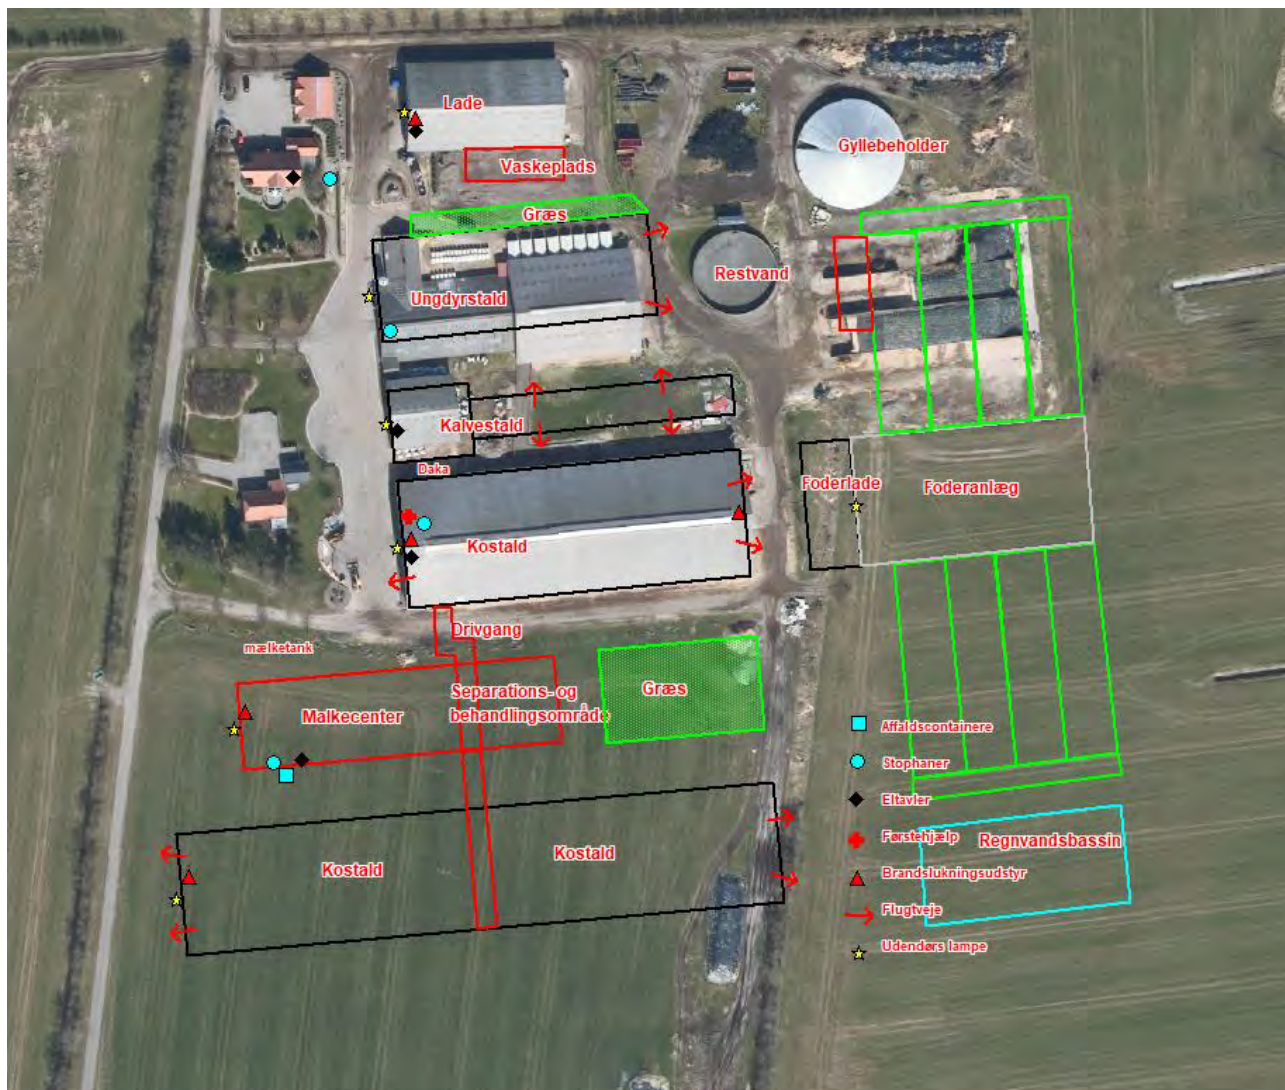 Lade
Gyllebeholder
Vaskeplads
Græs
Restvand
Ungdyrstald
Kalvestald
Daka
Foderlade
Foderanlæg
Kostald
Drivgang
mælketank
Separations- og
behandlingsområde
Græs
Malkecenter
Affaldscontainere
Stophaner
Eltavler
Førstehjælp
Regnvandsbassin
Kostald
Kostald
Brandslukningsudstyr
Flugtveje
Udendørs lampe